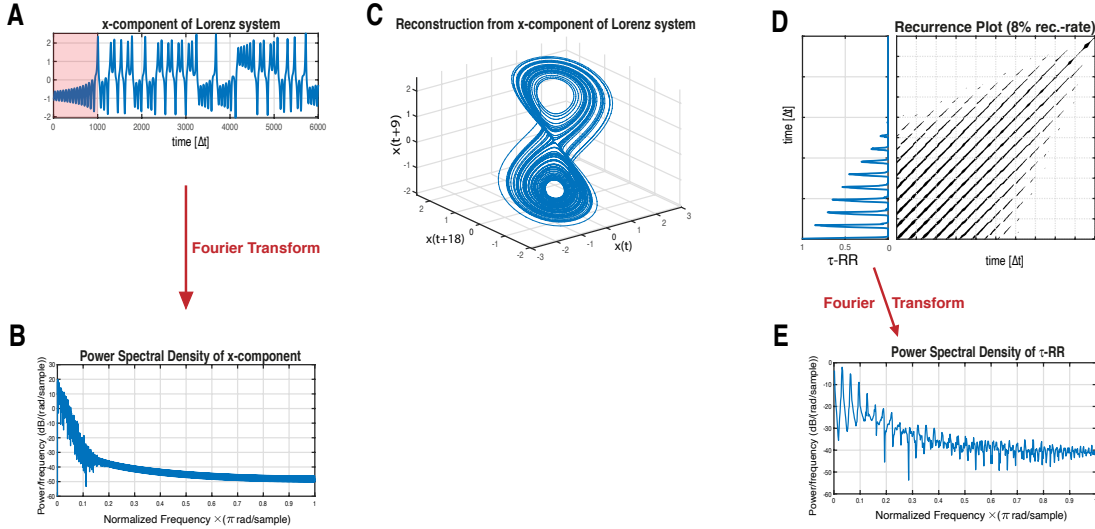 A
x-component of Lorenz system
2
1
0
-1
-2
0 1000 2000 3000 4000 5000 6000
time [Δt]
Fourier Transform
B
Power Spectral Density of x-component
Power/frequency (dB/(rad/sample))
30
20
10
0
-10
-20
-30
-40
-50
-60
0 0.1 0.2 0.3 0.4 0.5 0.6 0.7 0.8 0.9 1
Normalized Frequency ×(π rad/sample)
C
Reconstruction from x-component of Lorenz system
x(t+9)
2
1
0
-1
-2
2
1
0
-1
-2
x(t+18)
-3
-2
-1
0
1
2
3
x(t)
D
Recurrence Plot (8% rec.-rate)
time [Δt]
1 0.5 0
τ-RR
time [Δt]
Fourier Transform
E
Power Spectral Density of τ-RR
Power/frequency (dB/(rad/sample))
0
-10
-20
-30
-40
-50
-60
0 0.1 0.2 0.3 0.4 0.5 0.6 0.7 0.8 0.9 1
Normalized Frequency ×(π rad/sample)